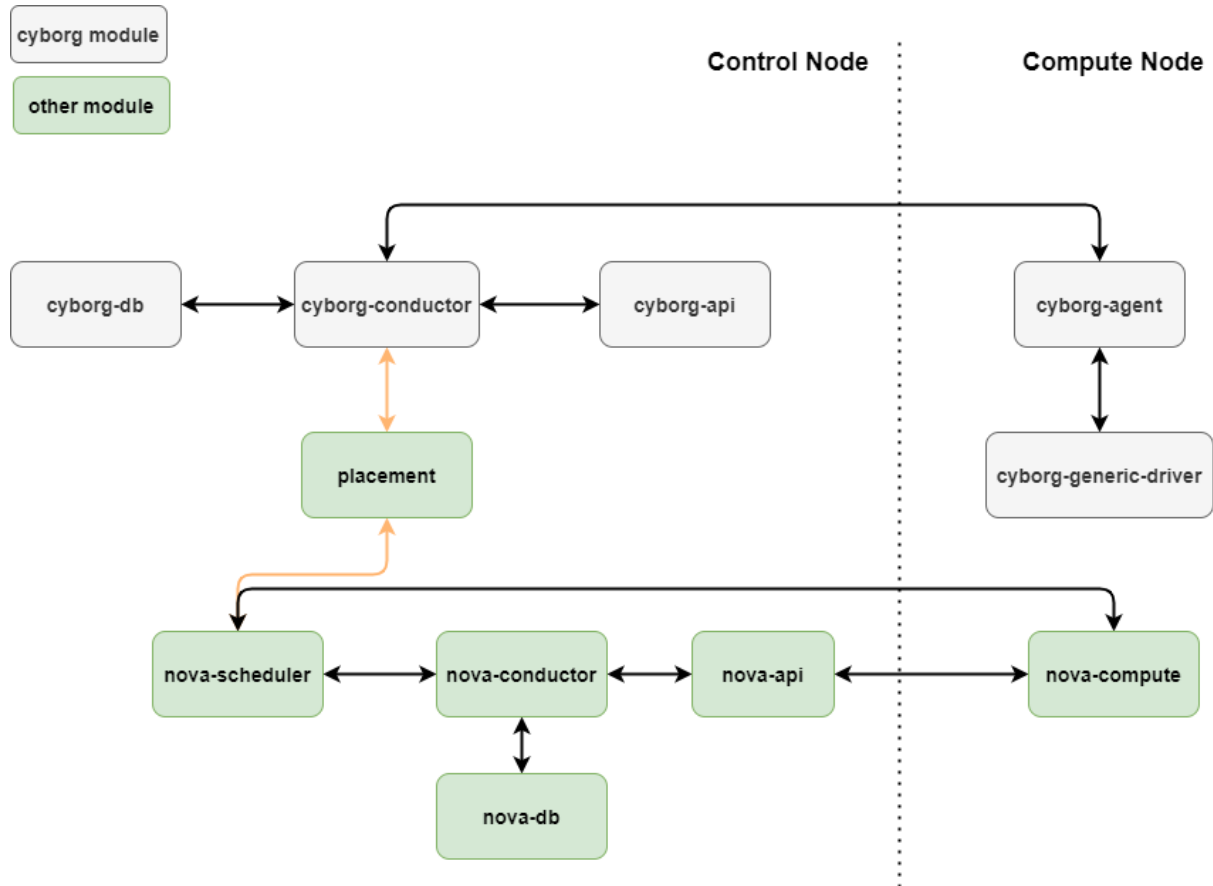 cyborg module
other module
Control Node
Compute Node
cyborg-db
cyborg-conductor
cyborg-api
cyborg-agent
placement
cyborg-generic-driver
nova-scheduler
nova-conductor
nova-api
nova-compute
nova-db